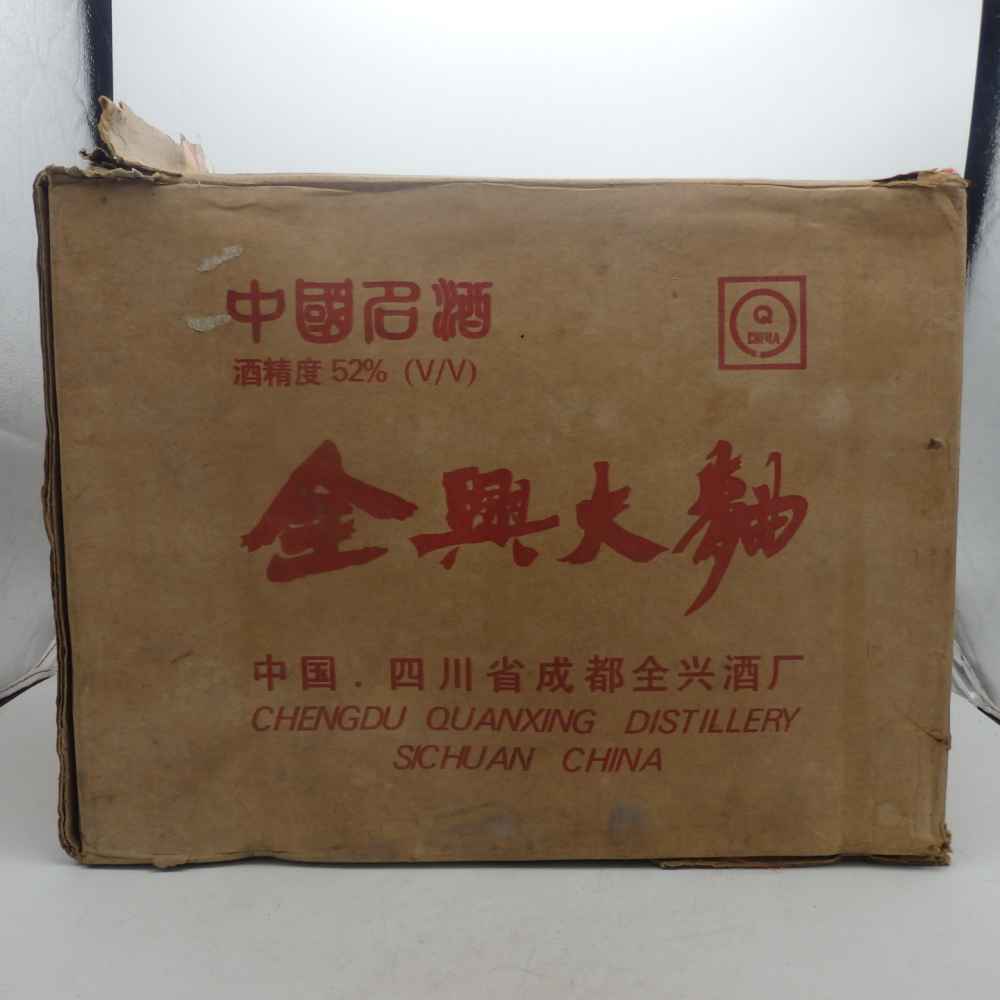 中國名酒
酒精度 52% (V/V)
Q
CHINA
全興大麯
中国.四川省成都全兴酒厂
CHENGDU QUANXING DISTILLERY
SICHUAN CHINA